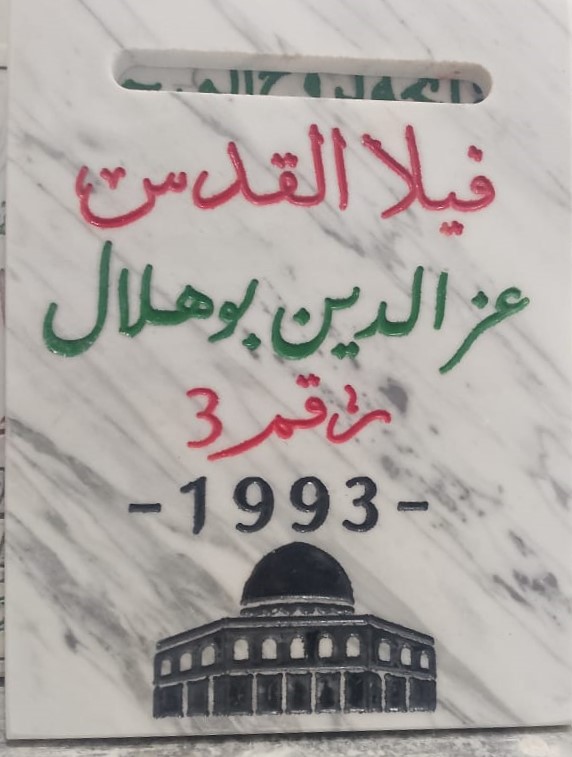 فيلا القدس
عز الدين بوهلال
رقم 3
-1993-